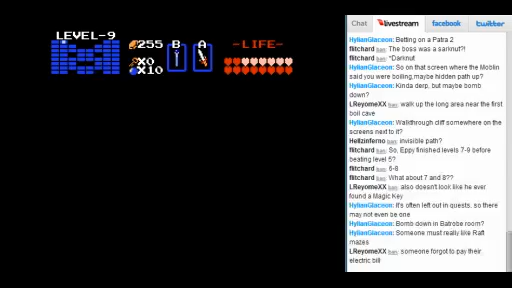 LEVEL-9
255
B
A
-LIFE-
X0
X10
Chat
livestream
facebook
twitter
HylianGlaceon: Betting on a Patra 2
flitchard ban: The boss was a sarknut?!
flitchard ban: *Darknut
HylianGlaceon: So on that screen where the Moblin
said you were boiling,maybe hidden path up?
HylianGlaceon: Kinda derp, but maybe bomb
down?
LReyomeXX ban: walk up the long area near the first
boil cave
HylianGlaceon: Walkthrough cliff somewhere on the
screens next to it?
Hellzinferno ban: invisible path?
flitchard ban: So, Eppy finished levels 7-9 before
beating level 5?
flitchard ban: 6-8
flitchard ban: What about 7 and 8??
LReyomeXX ban: also doesn't look like he ever
found a Magic Key
HylianGlaceon: It's often left out in quests, so there
may not even be one
HylianGlaceon: Bomb down in Batrobe room?
HylianGlaceon: Someone must really like Raft
mazes
LReyomeXX ban: someone forgot to pay their
electric bill